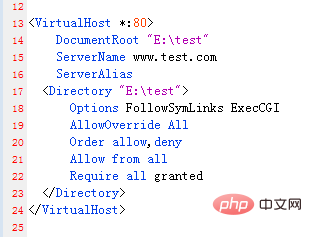 12
13 <VirtualHost *:80>
14 DocumentRoot "E:\test"
15 ServerName www.test.com
16 ServerAlias
17 <Directory "E:\test">
18 Options FollowSymLinks ExecCGI
19 AllowOverride All
20 Order allow,deny
21 Allow from all
22 Require all granted
23 </Directory>
24 </VirtualHost>
25
php 中文网